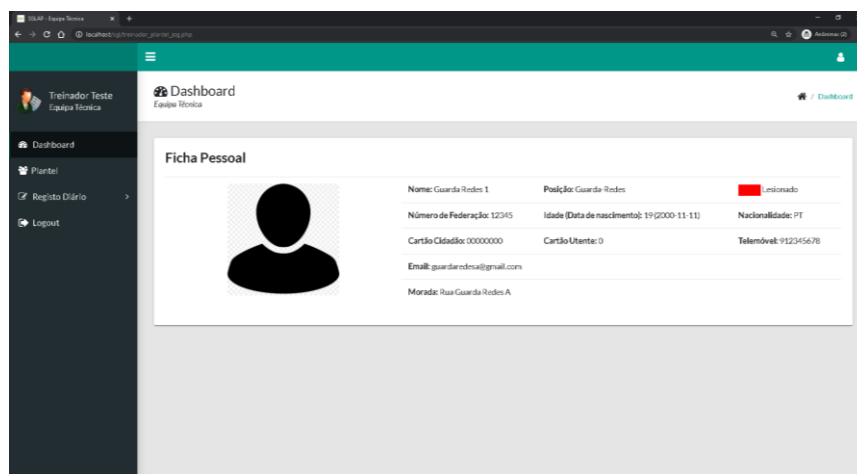 SGLAP - Equipa Técnica
localhost/sgl/treinador_plantel_jog.php
Anónimas (2)
Treinador Teste
Equipa Técnica
Dashboard
Plantel
Registo Diário
Logout
Dashboard
Equipa Técnica
/ Dashboard
Ficha Pessoal
Nome: Guarda Redes 1 Posição: Guarda-Redes Lesionado
Número de Federação: 12345 Idade (Data de nascimento): 19 (2000-11-11) Nacionalidade: PT
Cartão Cidadão: 00000000 Cartão Utente: 0 Telemóvel: 912345678
Email: guardaredesa@gmail.com
Morada: Rua Guarda Redes A